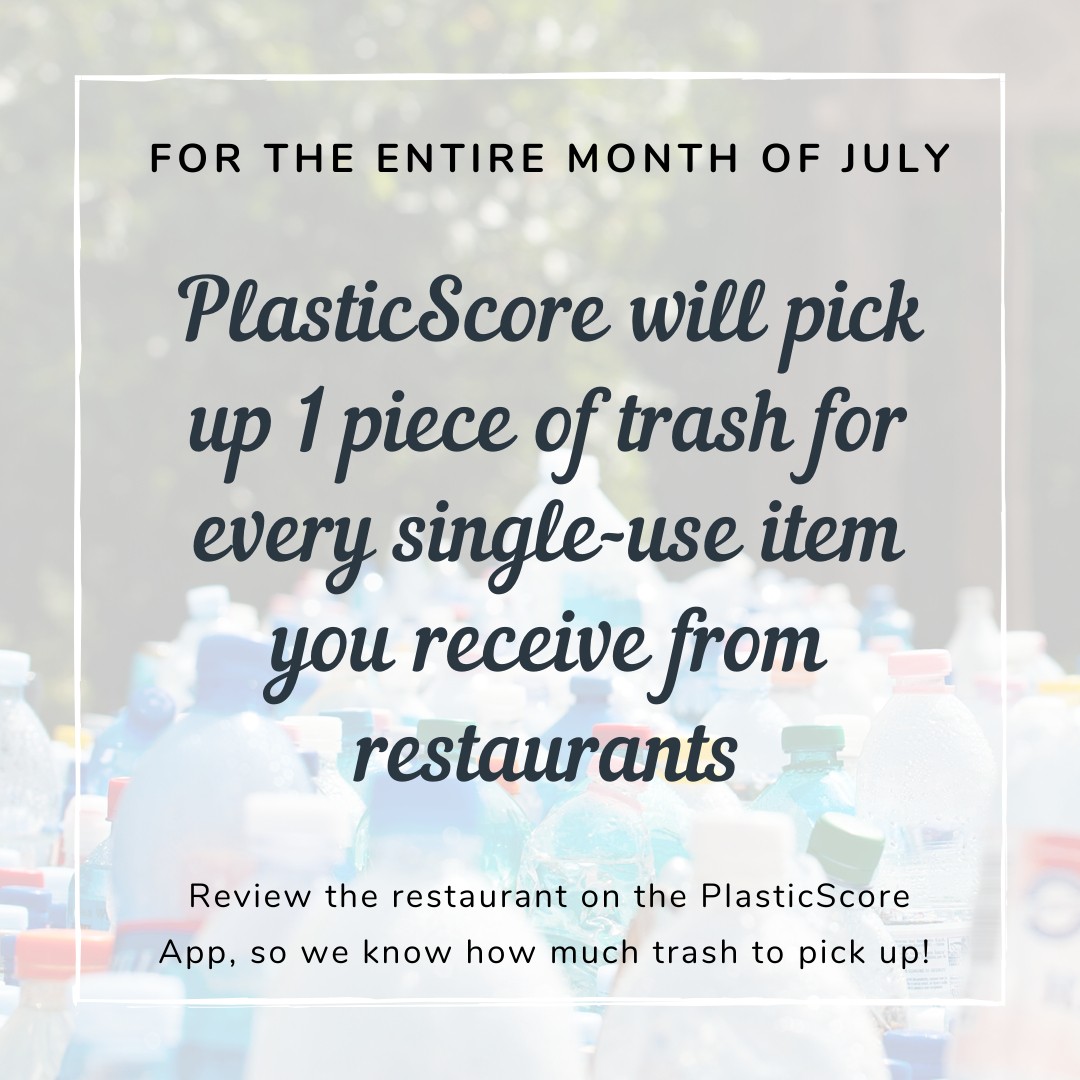 FOR THE ENTIRE MONTH OF JULY
PlasticScore will pick
up 1 piece of trash for
every single-use item
you receive from
restaurants
Review the restaurant on the PlasticScore
App, so we know how much trash to pick up!